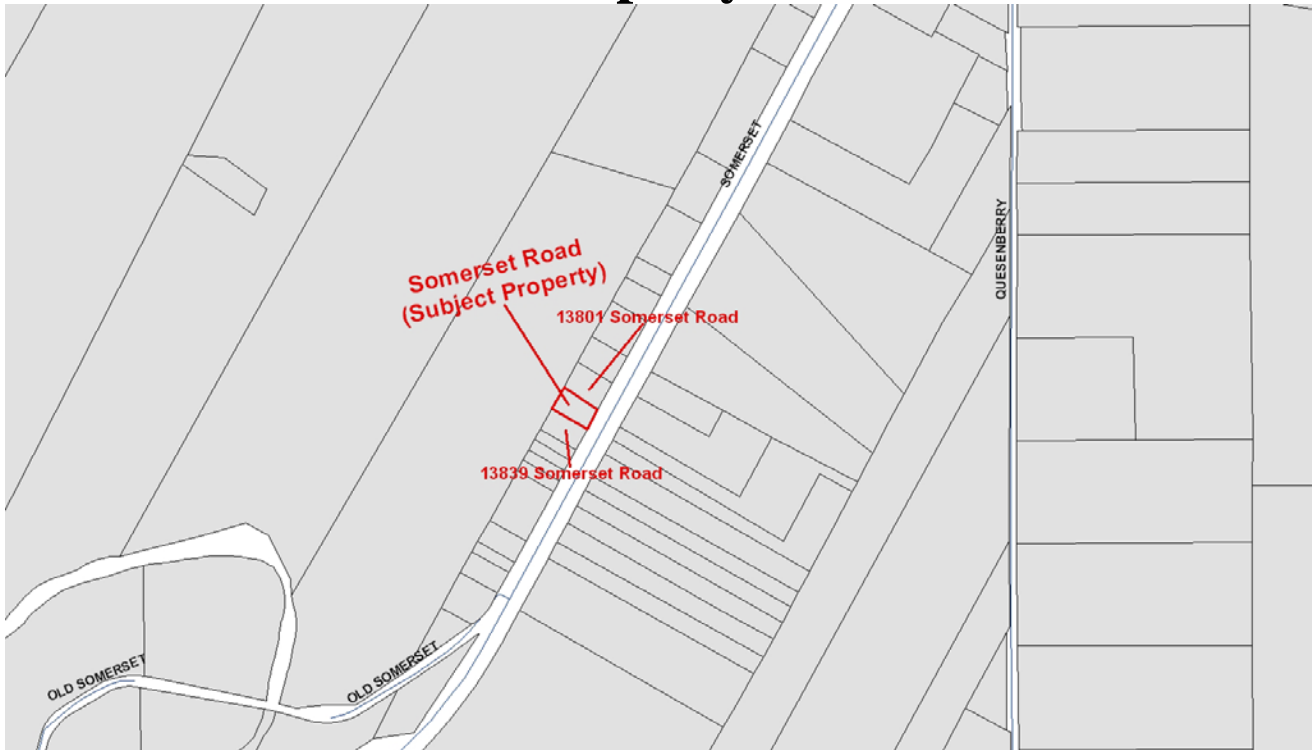 SOMERSET
QUESENBERRY
Somerset Road
(Subject Property)
13801 Somerset Road
13839 Somerset Road
OLD SOMERSET
OLD SOMERSET